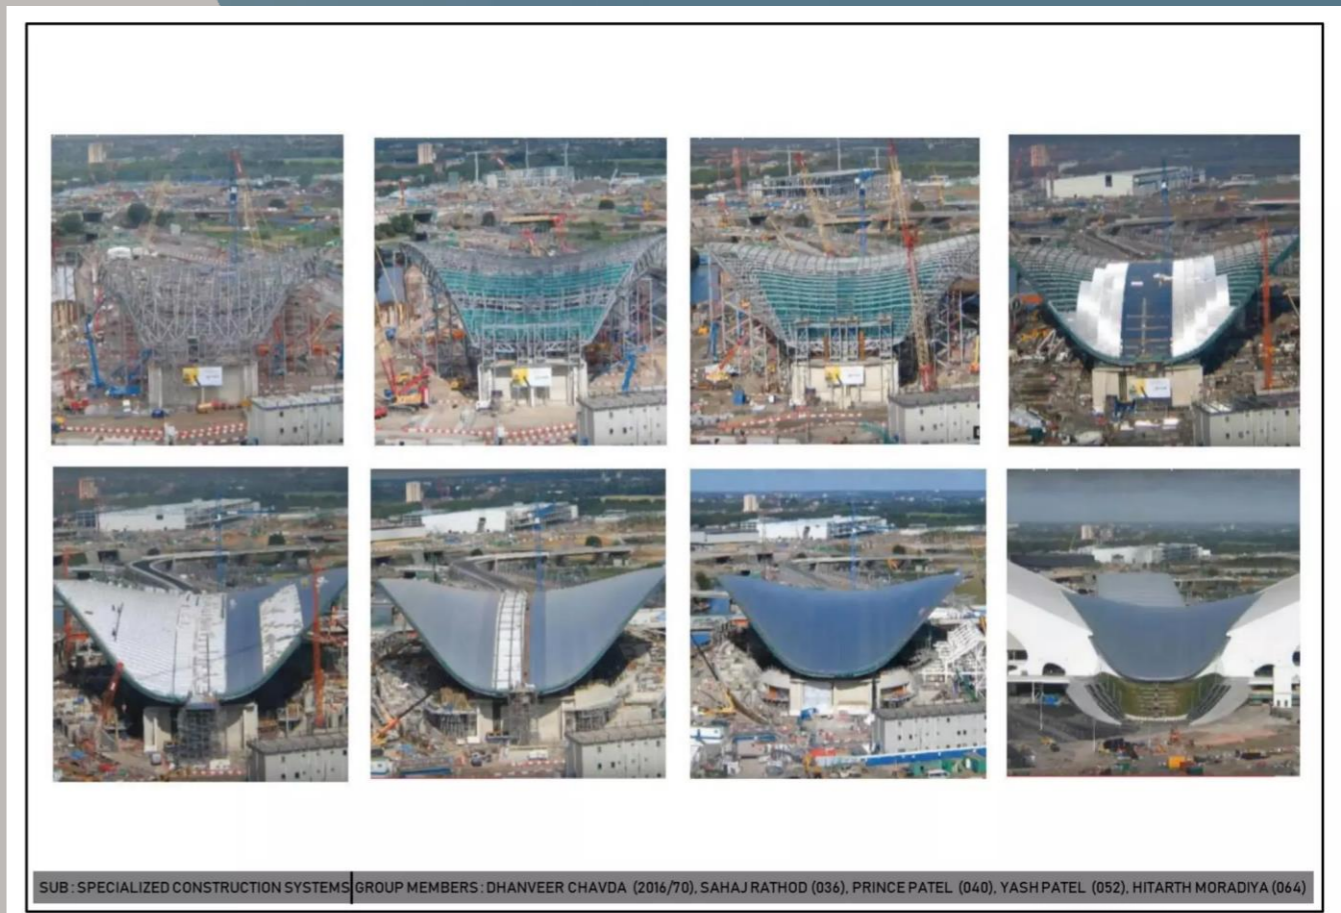 SUB : SPECIALIZED CONSTRUCTION SYSTEMS GROUP MEMBERS : DHANVEER CHAVDA (2016/70), SAHAJ RATHOD (036), PRINCE PATEL (040), YASH PATEL (052), HITARTH MORADIYA (064)